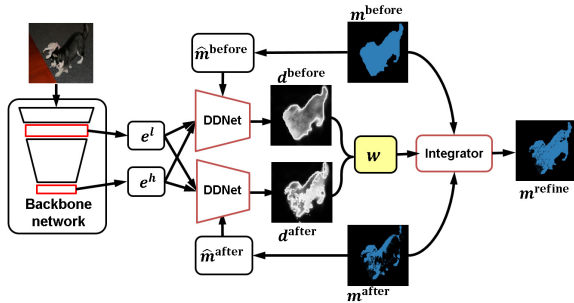 m^before
m̂^before
d^before
DDNet
e^l
w
Integrator
e^h
DDNet
m^refine
Backbone
network
d^after
m̂^after
m^after